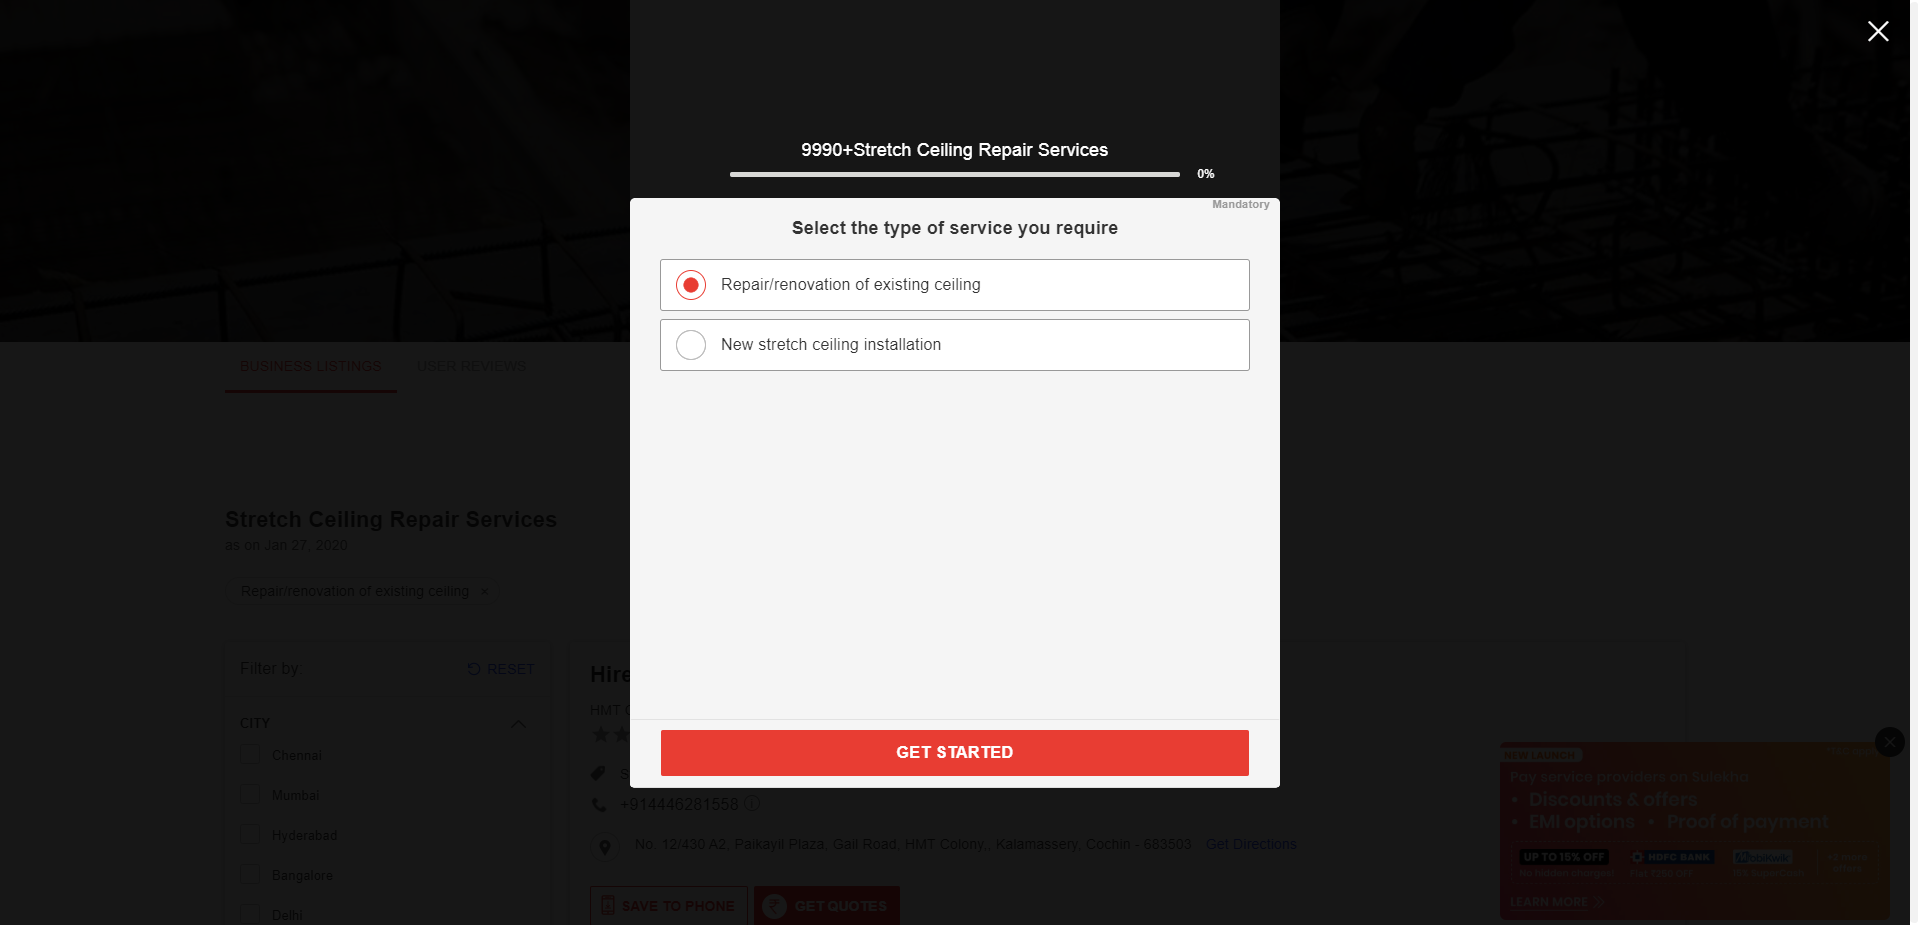 9990+Stretch Ceiling Repair Services
0%
Mandatory
Select the type of service you require
Repair/renovation of existing ceiling
New stretch ceiling installation
GET STARTED
BUSINESS LISTINGS
USER REVIEWS
Stretch Ceiling Repair Services
as on Jan 27, 2020
Repair/renovation of existing ceiling ×
Filter by
RESET
CITY
Chennai
Mumbai
Hyderabad
Bangalore
Delhi
Hire
HMT
+914446281558
No. 12/430 A2, Paikayil Plaza, Gail Road, HMT Colony,, Kalamassery, Cochin - 683503 Get Directions
SAVE TO PHONE
GET QUOTES
NEW LAUNCH
Pay service providers on Sulekha
• Discounts & offers
• EMI options • Proof of payment
UP TO 15% OFF
No hidden charges*
HDFC BANK
MobiKwik
LEARN MORE